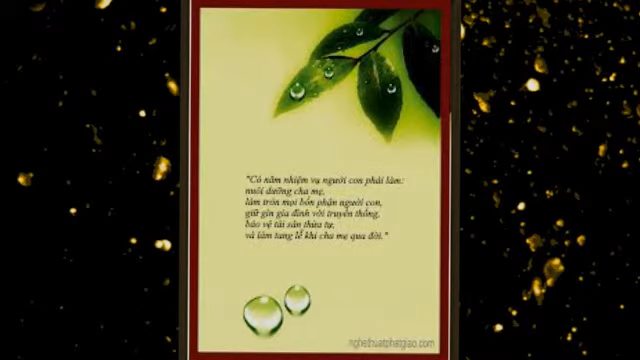 "Có năm nhiệm vụ người con phải làm:
nuôi dưỡng cha mẹ,
làm tròn mọi bổn phận người con,
giữ gìn gia đình với truyền thống,
bảo vệ tài sản thừa tự,
và làm tang lễ khi cha mẹ qua đời."
nghethuatphatgiao.com